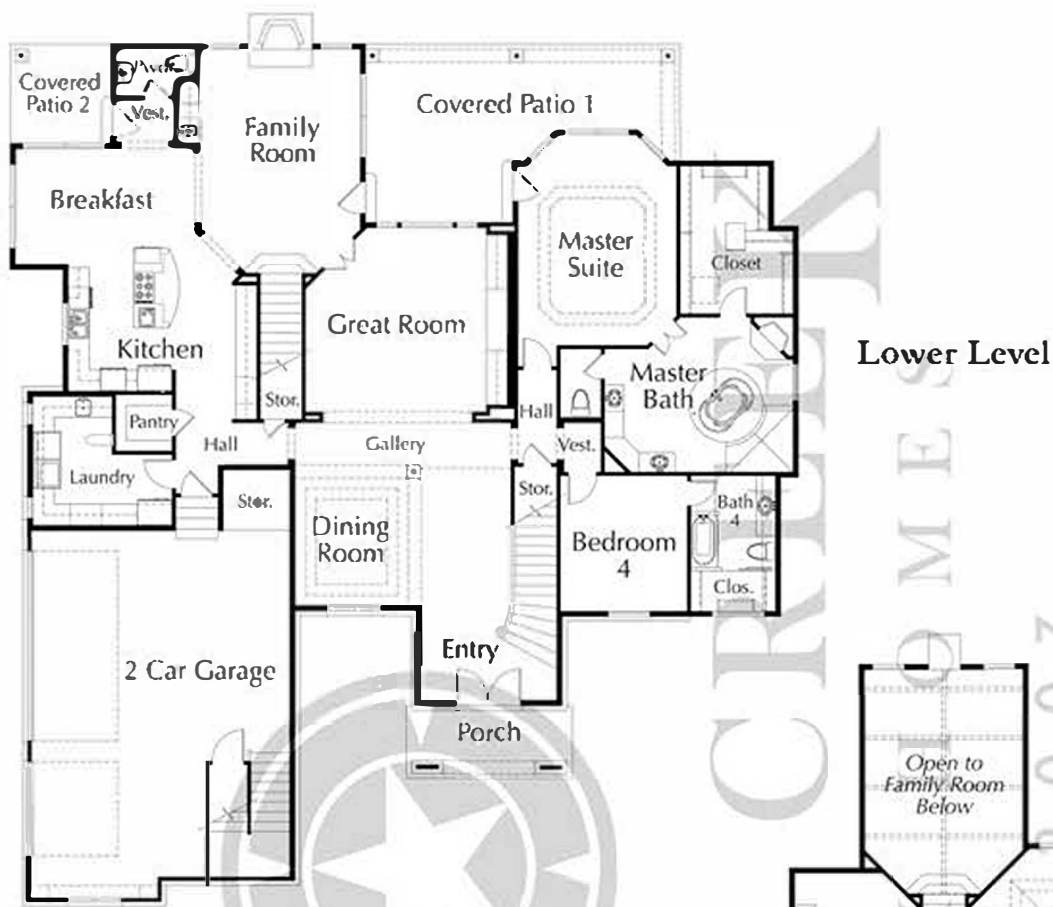 Covered
Patio 2
Vest.
Family
Room
Covered Patio 1
Breakfast
Master
Suite
Closet
Great Room
Kitchen
Lower Level
Master
Bath
Stor.
Hall
Pantry
Hall
Gallery
Vest.
Laundry
Stor.
Stor.
Bath
4
Dining
Room
Bedroom
4
Clos.
Entry
2 Car Garage
Porch
Open to
Family Room
Below
CREEK
HOMES